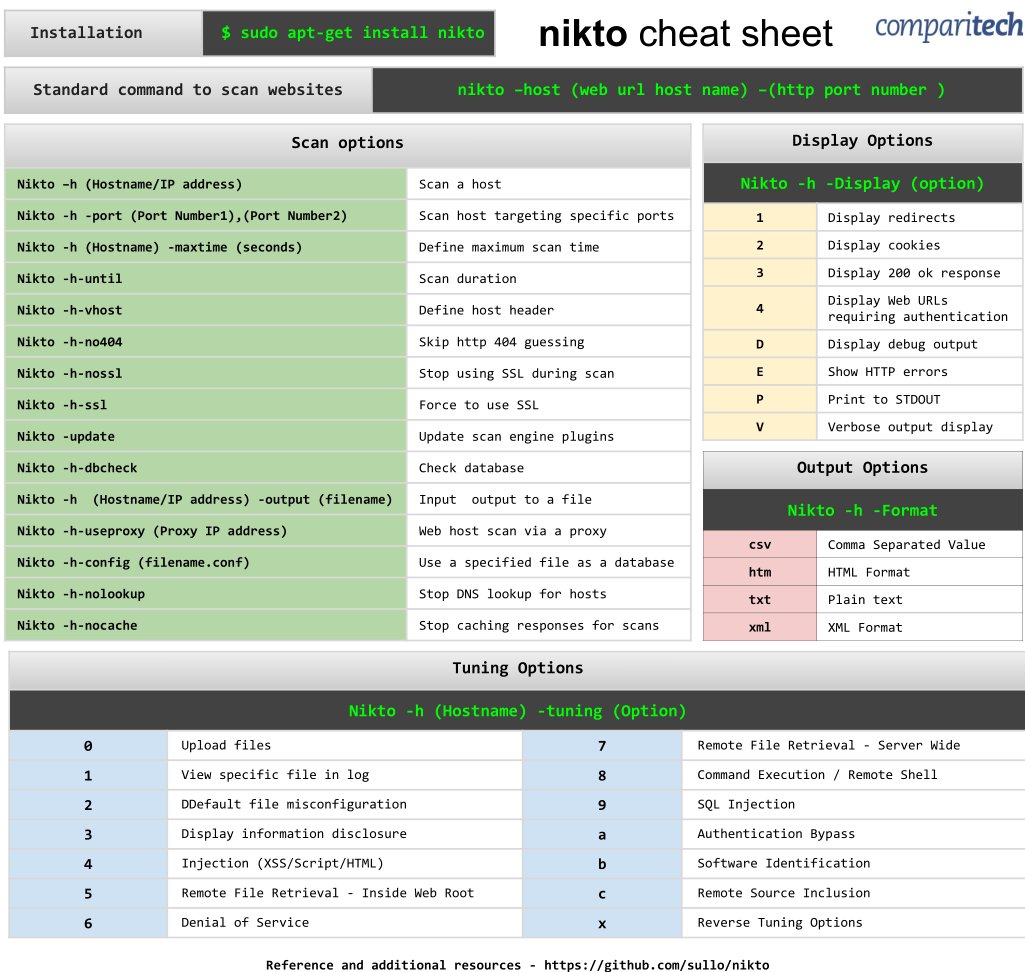 Installation
$ sudo apt-get install nikto
nikto cheat sheet
comparitech
Standard command to scan websites
nikto –host (web url host name) –(http port number )
Scan options
Nikto –h (Hostname/IP address)
Scan a host
Nikto -h -port (Port Number1),(Port Number2)
Scan host targeting specific ports
Nikto -h (Hostname) -maxtime (seconds)
Define maximum scan time
Nikto -h-until
Scan duration
Nikto -h-vhost
Define host header
Nikto -h-no404
Skip http 404 guessing
Nikto -h-nossl
Stop using SSL during scan
Nikto -h-ssl
Force to use SSL
Nikto -update
Update scan engine plugins
Nikto -h-dbcheck
Check database
Nikto -h  (Hostname/IP address) -output (filename)
Input  output to a file
Nikto -h-useproxy (Proxy IP address)
Web host scan via a proxy
Nikto -h-config (filename.conf)
Use a specified file as a database
Nikto -h-nolookup
Stop DNS lookup for hosts
Nikto -h-nocache
Stop caching responses for scans
Display Options
Nikto -h -Display (option)
1
Display redirects
2
Display cookies
3
Display 200 ok response
4
Display Web URLs
requiring authentication
D
Display debug output
E
Show HTTP errors
P
Print to STDOUT
V
Verbose output display
Output Options
Nikto -h -Format
csv
Comma Separated Value
htm
HTML Format
txt
Plain text
xml
XML Format
Tuning Options
Nikto -h (Hostname) -tuning (Option)
0
Upload files
7
Remote File Retrieval - Server Wide
1
View specific file in log
8
Command Execution / Remote Shell
2
DDefault file misconfiguration
9
SQL Injection
3
Display information disclosure
a
Authentication Bypass
4
Injection (XSS/Script/HTML)
b
Software Identification
5
Remote File Retrieval - Inside Web Root
c
Remote Source Inclusion
6
Denial of Service
x
Reverse Tuning Options
Reference and additional resources - https://github.com/sullo/nikto